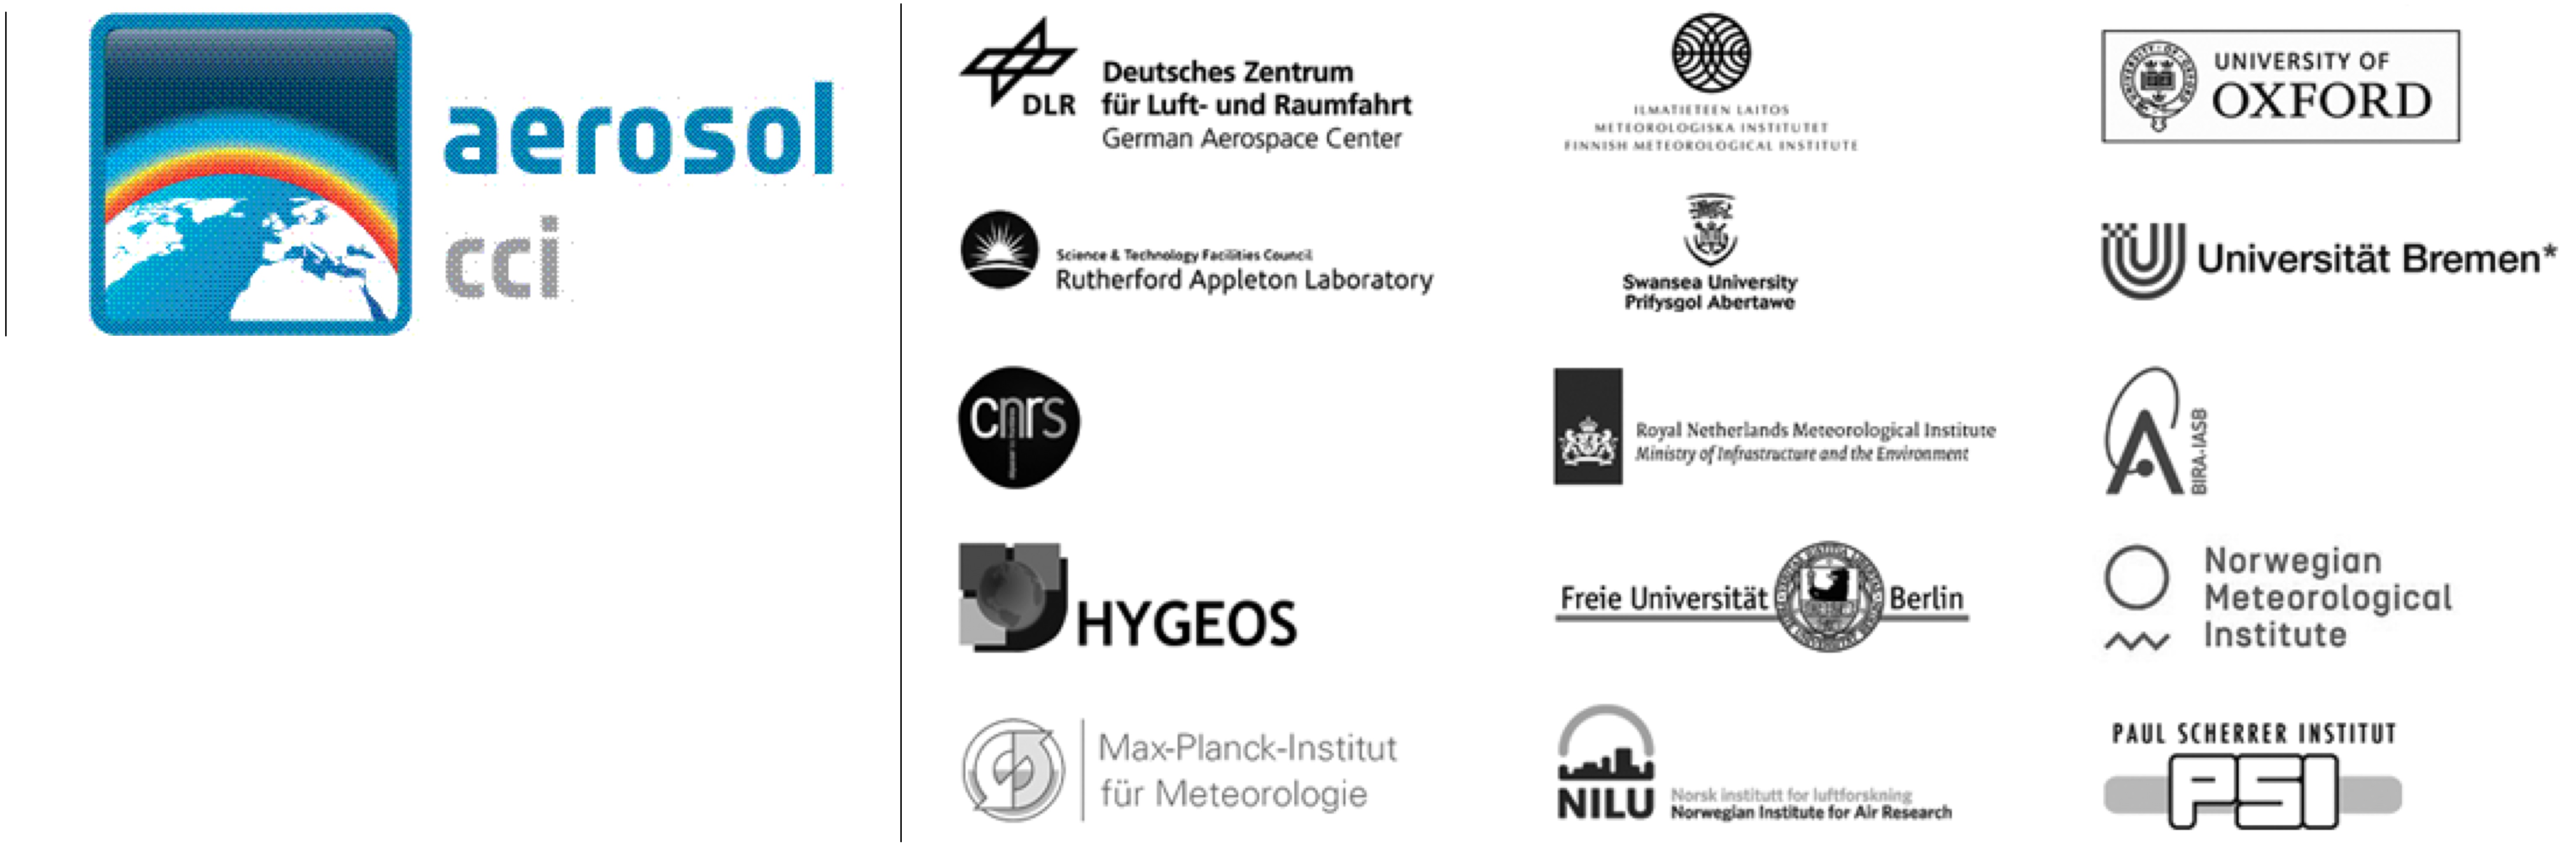 aerosol
cci
DLR
Deutsches Zentrum
für Luft- und Raumfahrt
German Aerospace Center
ILMATIETEEN LAITOS
METEOROLOGISKA INSTITUTET
FINNISH METEOROLOGICAL INSTITUTE
UNIVERSITY OF
OXFORD
Science & Technology Facilities Council
Rutherford Appleton Laboratory
Swansea University
Prifysgol Abertawe
Universität Bremen*
cnrs
Royal Netherlands Meteorological Institute
Ministry of Infrastructure and the Environment
BIRA-IASB
HYGEOS
Freie Universität Berlin
Norwegian
Meteorological
Institute
Max-Planck-Institut
für Meteorologie
NILU
Norsk institutt for luftforskning
Norwegian Institute for Air Research
PAUL SCHERRER INSTITUT
PSI